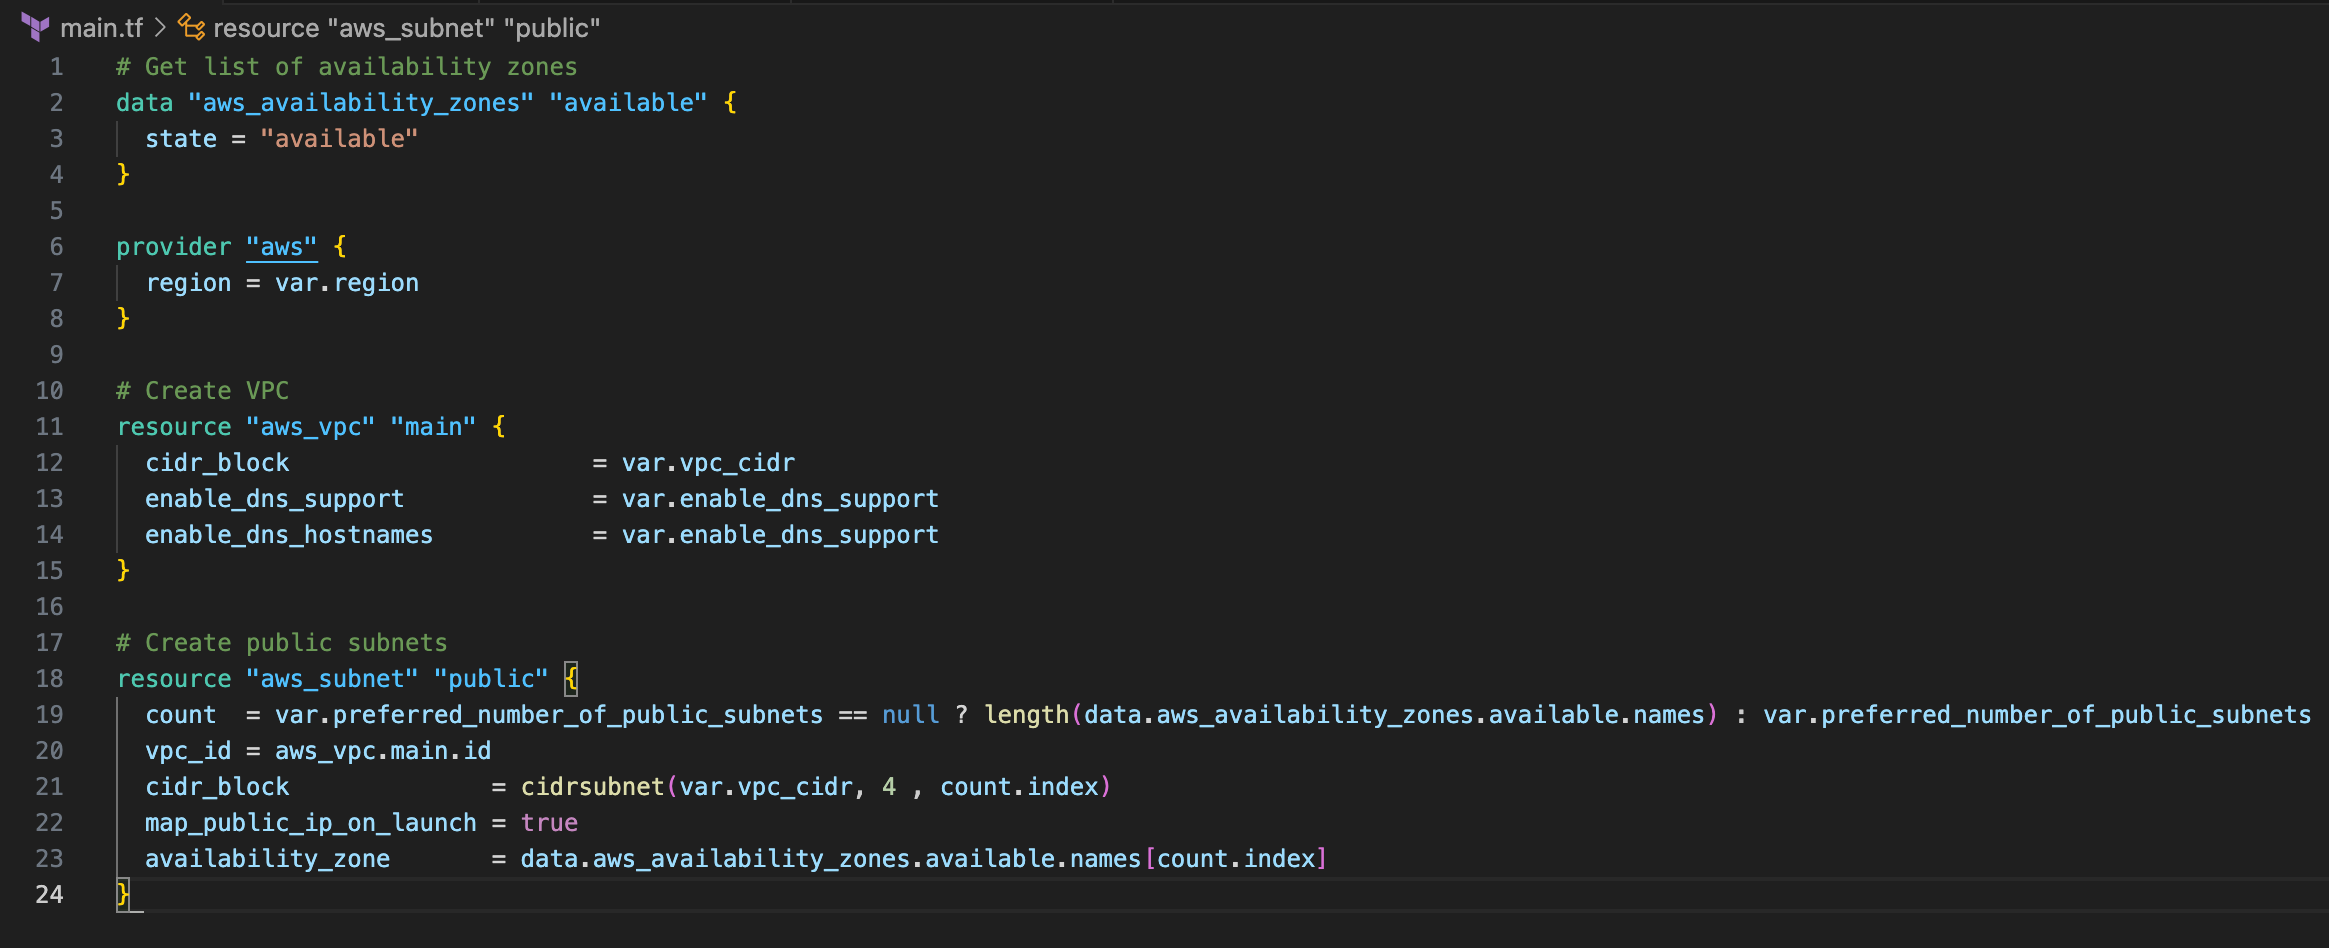 main.tf > resource "aws_subnet" "public"
1 # Get list of availability zones
2 data "aws_availability_zones" "available" {
3 state = "available"
4 }
5
6 provider "aws" {
7 region = var.region
8 }
9
10 # Create VPC
11 resource "aws_vpc" "main" {
12 cidr_block = var.vpc_cidr
13 enable_dns_support = var.enable_dns_support
14 enable_dns_hostnames = var.enable_dns_support
15 }
16
17 # Create public subnets
18 resource "aws_subnet" "public" {
19 count = var.preferred_number_of_public_subnets == null ? length(data.aws_availability_zones.available.names) : var.preferred_number_of_public_subnets
20 vpc_id = aws_vpc.main.id
21 cidr_block = cidrsubnet(var.vpc_cidr, 4 , count.index)
22 map_public_ip_on_launch = true
23 availability_zone = data.aws_availability_zones.available.names[count.index]
24 }